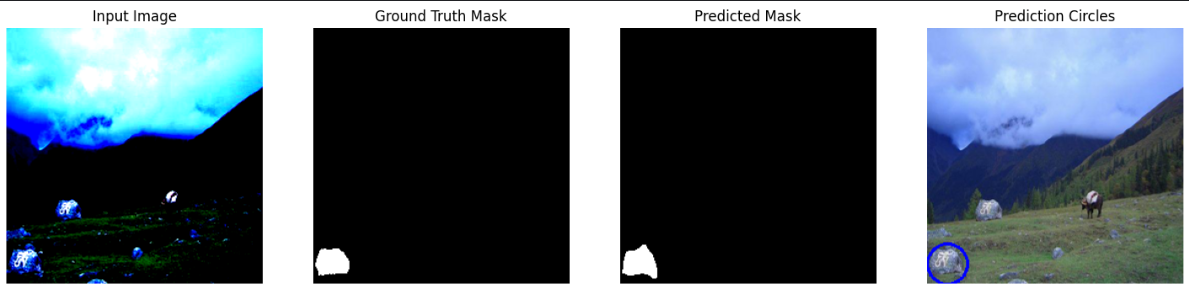 Input Image
Ground Truth Mask
Predicted Mask
Prediction Circles